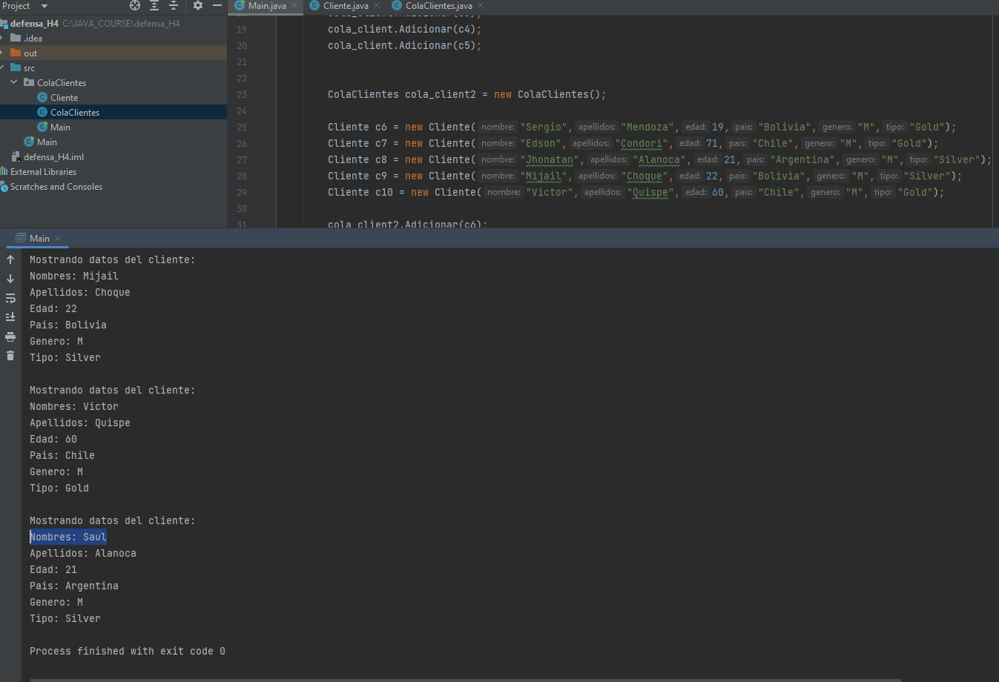 Project
Main.java Cliente.java ColaClientes.java
defensa_H4 C:\JAVA_COURSE\defensa_H4
.idea
out
src
ColaClientes
Cliente
ColaClientes
Main
Main
defensa_H4.iml
External Libraries
Scratches and Consoles
19 cola_client.Adicionar(c4);
20 cola_client.Adicionar(c5);
21
22
23 ColaClientes cola_client2 = new ColaClientes();
24
25 Cliente c6 = new Cliente( nombre: "Sergio", apellidos: "Mendoza", edad: 19, pais: "Bolivia", genero: "M", tipo: "Gold");
26 Cliente c7 = new Cliente( nombre: "Edson", apellidos: "Condori", edad: 71, pais: "Chile", genero: "M", tipo: "Gold");
27 Cliente c8 = new Cliente( nombre: "Jhonatan", apellidos: "Alanoca", edad: 21, pais: "Argentina", genero: "M", tipo: "Silver");
28 Cliente c9 = new Cliente( nombre: "Mijail", apellidos: "Choque", edad: 22, pais: "Bolivia", genero: "M", tipo: "Silver");
29 Cliente c10 = new Cliente( nombre: "Victor", apellidos: "Quispe", edad: 60, pais: "Chile", genero: "M", tipo: "Gold");
30
31 cola_client2.Adicionar(c6);
Main
Mostrando datos del cliente:
Nombres: Mijail
Apellidos: Choque
Edad: 22
Pais: Bolivia
Genero: M
Tipo: Silver
Mostrando datos del cliente:
Nombres: Victor
Apellidos: Quispe
Edad: 60
Pais: Chile
Genero: M
Tipo: Gold
Mostrando datos del cliente:
Nombres: Saul
Apellidos: Alanoca
Edad: 21
Pais: Argentina
Genero: M
Tipo: Silver
Process finished with exit code 0